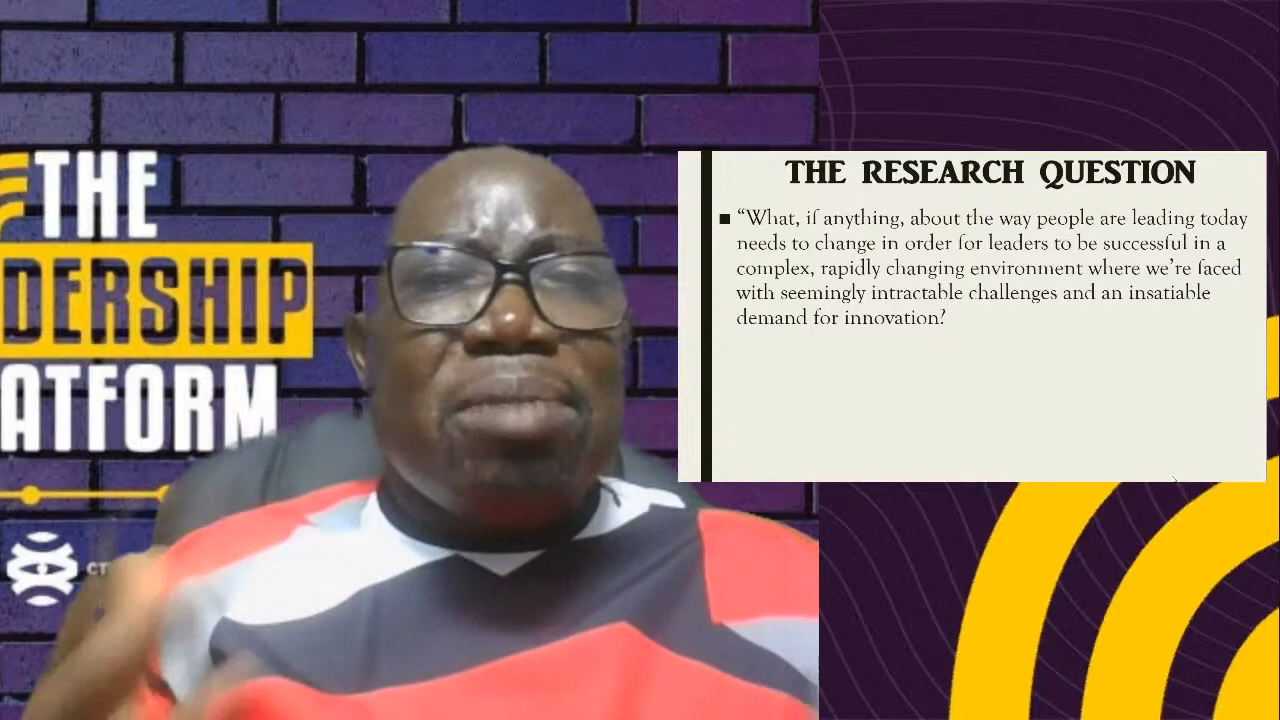 THE
DERSHIP
ATFORM
CT
THE RESEARCH QUESTION
■ “What, if anything, about the way people are leading today
needs to change in order for leaders to be successful in a
complex, rapidly changing environment where we’re faced
with seemingly intractable challenges and an insatiable
demand for innovation?